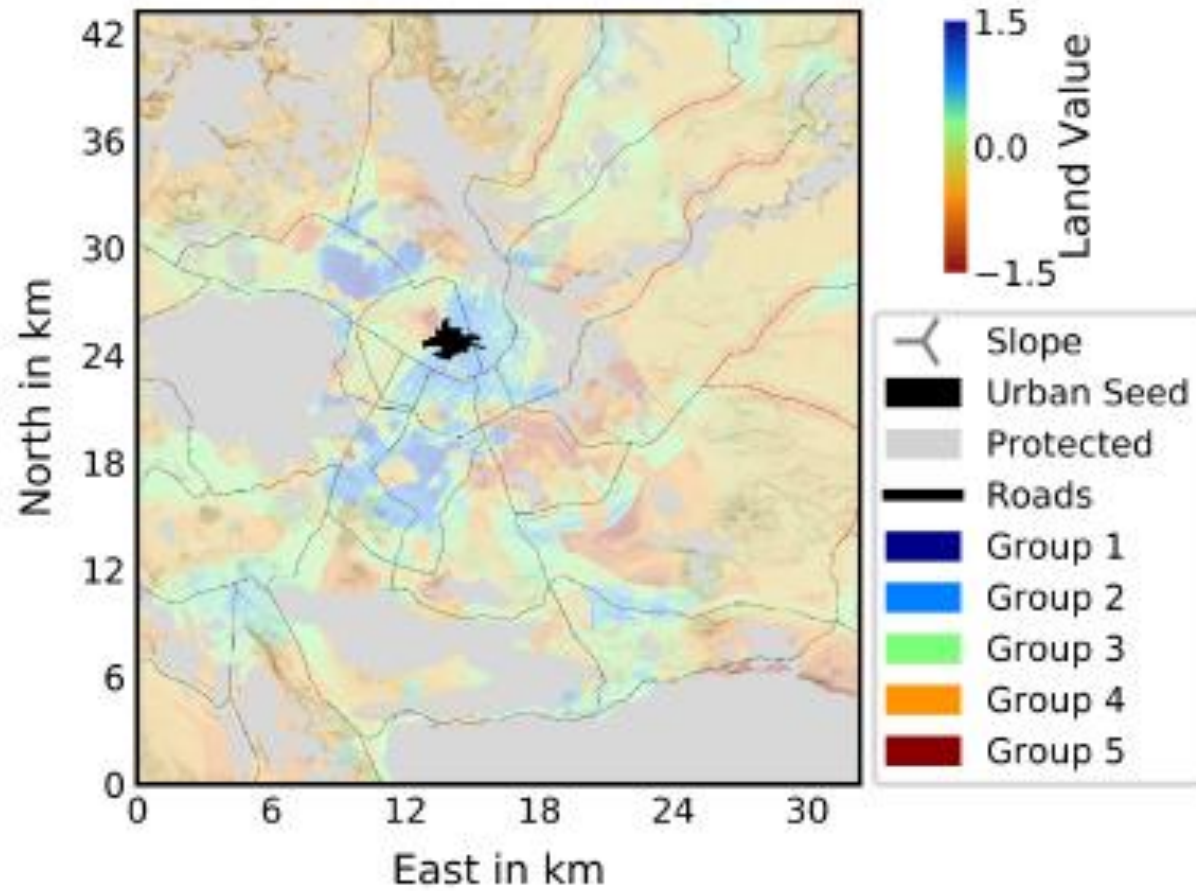 42
36
30
24
18
12
6
0
North in km
0 6 12 18 24 30
East in km
1.5
0.0
−1.5
Land Value
Slope
Urban Seed
Protected
Roads
Group 1
Group 2
Group 3
Group 4
Group 5